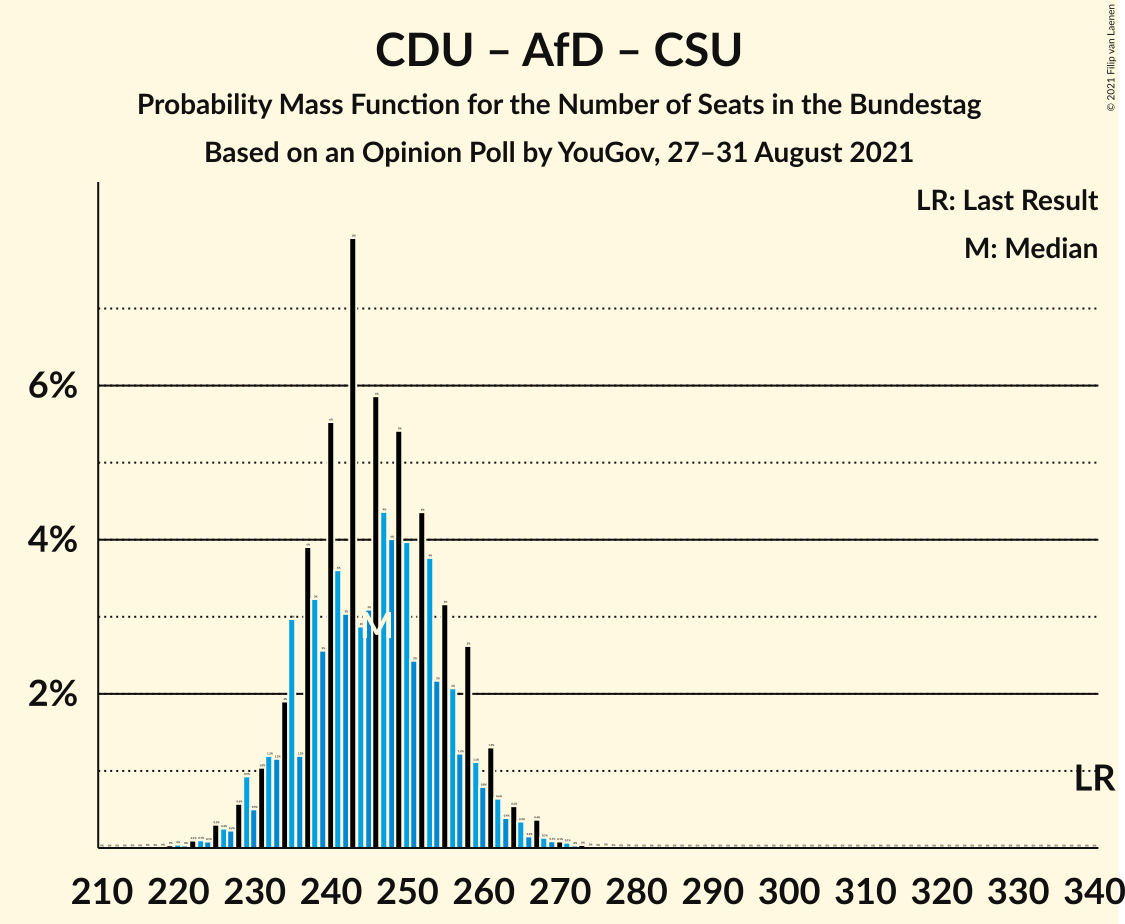 CDU – AfD – CSU
Probability Mass Function for the Number of Seats in the Bundestag
Based on an Opinion Poll by YouGov, 27–31 August 2021
© 2021 Filip van Laenen
LR: Last Result
M: Median
6%
4%
2%
M
LR
210 220 230 240 250 260 270 280 290 300 310 320 330 340